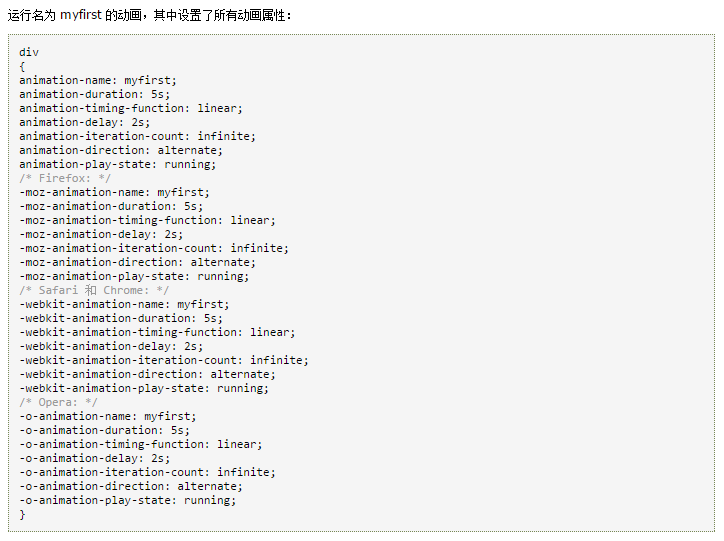 运行名为 myfirst 的动画，其中设置了所有动画属性：
div
{
animation-name: myfirst;
animation-duration: 5s;
animation-timing-function: linear;
animation-delay: 2s;
animation-iteration-count: infinite;
animation-direction: alternate;
animation-play-state: running;
/* Firefox: */
-moz-animation-name: myfirst;
-moz-animation-duration: 5s;
-moz-animation-timing-function: linear;
-moz-animation-delay: 2s;
-moz-animation-iteration-count: infinite;
-moz-animation-direction: alternate;
-moz-animation-play-state: running;
/* Safari 和 Chrome: */
-webkit-animation-name: myfirst;
-webkit-animation-duration: 5s;
-webkit-animation-timing-function: linear;
-webkit-animation-delay: 2s;
-webkit-animation-iteration-count: infinite;
-webkit-animation-direction: alternate;
-webkit-animation-play-state: running;
/* Opera: */
-o-animation-name: myfirst;
-o-animation-duration: 5s;
-o-animation-timing-function: linear;
-o-animation-delay: 2s;
-o-animation-iteration-count: infinite;
-o-animation-direction: alternate;
-o-animation-play-state: running;
}